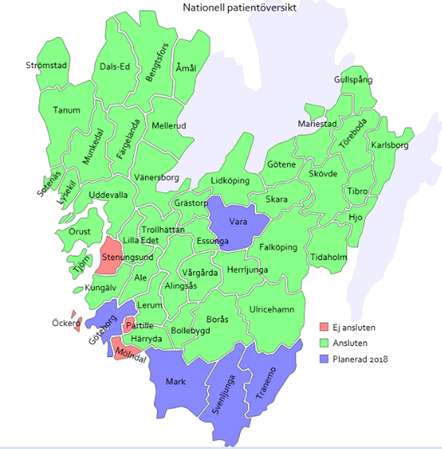 Nationell patientöversikt
Strömstad
Dals-Ed
Bengtsfors
Åmål
Gullspång
Tanum
Munkedal
Färgelanda
Mellerud
Mariestad
Töreboda
Karlsborg
Sotenäs
Lysekil
Uddevalla
Vänersborg
Lidköping
Götene
Skövde
Tibro
Grästorp
Skara
Hjo
Orust
Trollhättan
Vara
Lilla Edet
Essunga
Falköping
Tidaholm
Stenungsund
Tjörn
Kungälv
Ale
Alingsås
Vårgårda
Herrljunga
Öckerö
Göteborg
Lerum
Partille
Härryda
Bollebygd
Borås
Ulricehamn
Mölndal
Mark
Svenljunga
Tranemo
Ej ansluten
Ansluten
Planerad 2018